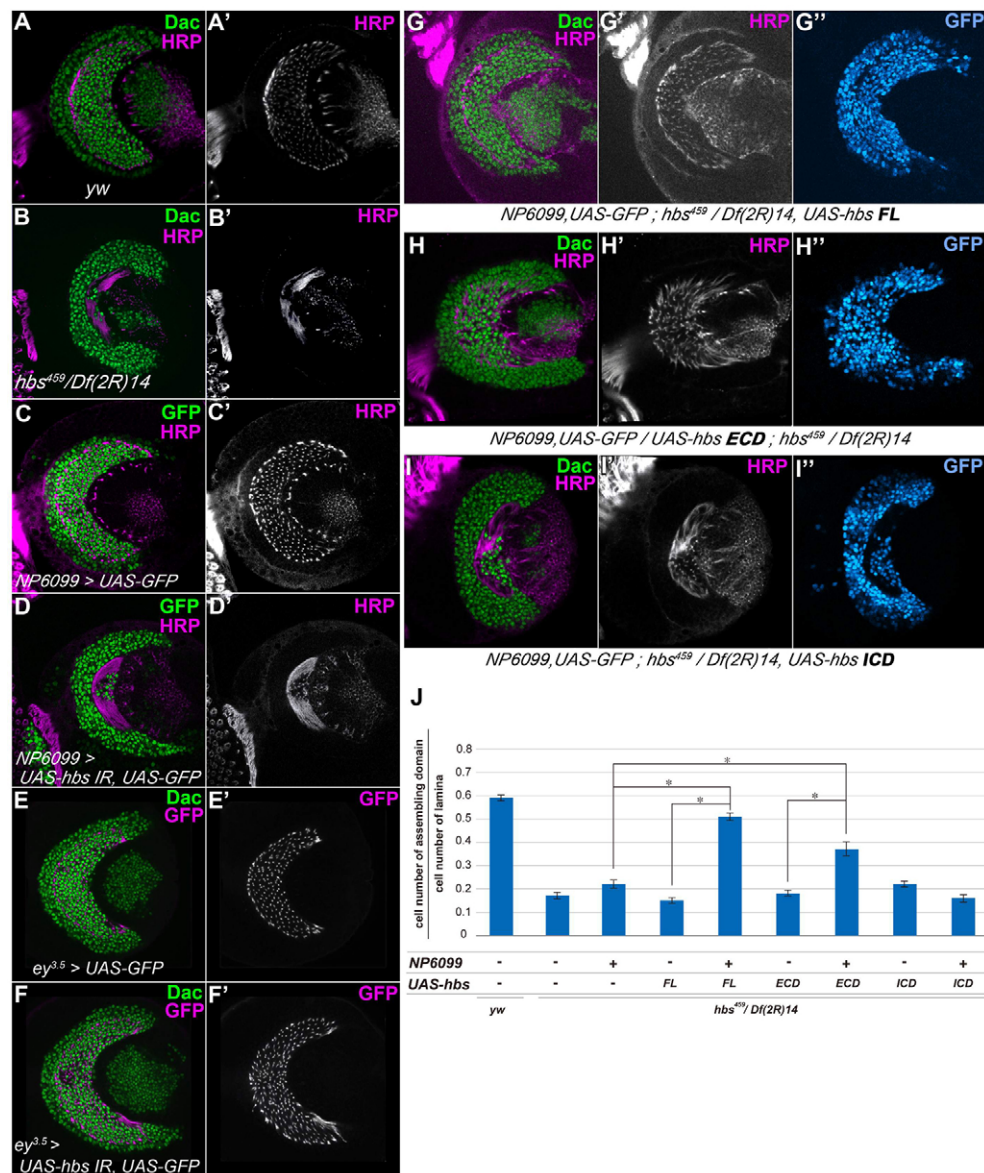 A
Dac
HRP
yw
A'
HRP
B
Dac
HRP
hbs459/Df(2R)14
B'
HRP
C
GFP
HRP
NP6099 > UAS-GFP
C'
HRP
D
GFP
HRP
NP6099 >
UAS-hbs IR, UAS-GFP
D'
HRP
E
Dac
GFP
ey3.5 > UAS-GFP
E'
GFP
F
Dac
GFP
ey3.5 >
UAS-hbs IR, UAS-GFP
F'
GFP
G
Dac
HRP
G'
HRP
G''
GFP
NP6099,UAS-GFP ; hbs459 / Df(2R)14, UAS-hbs FL
H
Dac
HRP
H'
HRP
H''
GFP
NP6099,UAS-GFP / UAS-hbs ECD ; hbs459 / Df(2R)14
I
Dac
HRP
I'
HRP
I''
GFP
NP6099,UAS-GFP ; hbs459 / Df(2R)14, UAS-hbs ICD
J
cell number of assembling domain
cell number of lamina
0.8
0.7
0.6
0.5
0.4
0.3
0.2
0.1
0
*
*
*
*
NP6099 - - + - + - + - +
UAS-hbs - - - FL FL ECD ECD ICD ICD
yw hbs459/ Df(2R)14